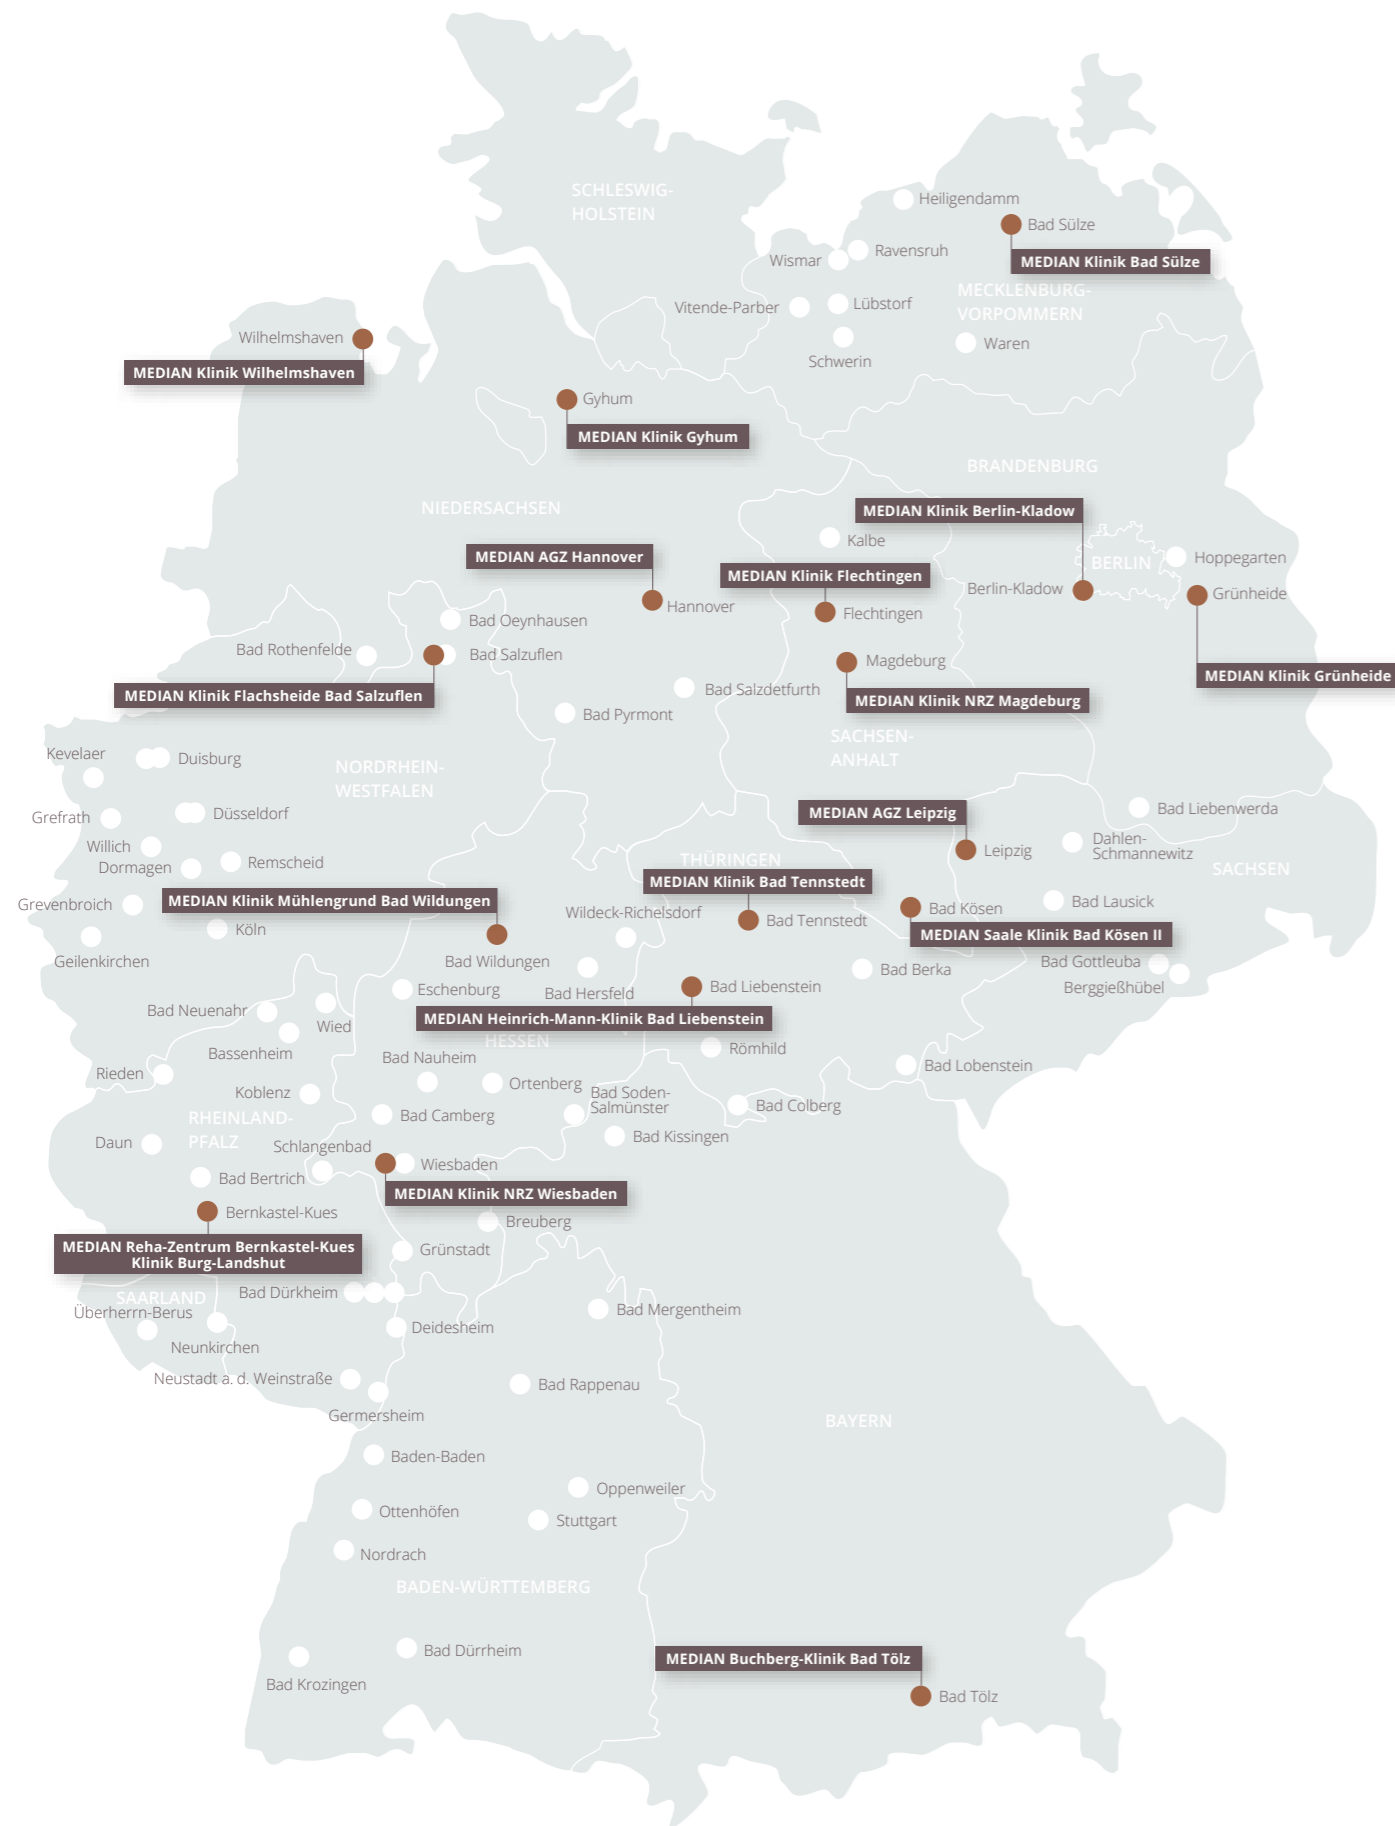 SCHLESWIG-
HOLSTEIN
Heiligendamm
Bad Sülze
Ravensruh
Wismar
MEDIAN Klinik Bad Sülze
MECKLENBURG-
VORPOMMERN
Vitende-Parber
Lübstorf
Wilhelmshaven
Waren
Schwerin
MEDIAN Klinik Wilhelmshaven
Gyhum
MEDIAN Klinik Gyhum
BRANDENBURG
NIEDERSACHSEN
MEDIAN Klinik Berlin-Kladow
Kalbe
MEDIAN AGZ Hannover
BERLIN
Hoppegarten
MEDIAN Klinik Flechtingen
Berlin-Kladow
Grünheide
Hannover
Flechtingen
Bad Oeynhausen
Bad Rothenfelde
Bad Salzuflen
Magdeburg
MEDIAN Klinik Grünheide
MEDIAN Klinik Flachsheide Bad Salzuflen
Bad Salzdetfurth
MEDIAN Klinik NRZ Magdeburg
Bad Pyrmont
SACHSEN-
ANHALT
Kevelaer
Duisburg
NORDRHEIN-
WESTFALEN
Grefrath
Düsseldorf
MEDIAN AGZ Leipzig
Bad Liebenwerda
Willich
Dahlen-
Schmannewitz
Dormagen
Remscheid
THÜRINGEN
Leipzig
SACHSEN
MEDIAN Klinik Bad Tennstedt
MEDIAN Klinik Mühlengrund Bad Wildungen
Grevenbroich
Wildeck-Richelsdorf
Bad Tennstedt
Bad Kösen
Bad Lausick
Köln
MEDIAN Saale Klinik Bad Kösen II
Geilenkirchen
Bad Wildungen
Bad Berka
Bad Gottleuba
Eschenburg
Bad Hersfeld
Bad Liebenstein
Berggießhübel
Bad Neuenahr
Wied
MEDIAN Heinrich-Mann-Klinik Bad Liebenstein
HESSEN
Bassenheim
Bad Nauheim
Römhild
Rieden
Bad Lobenstein
Koblenz
Ortenberg
Bad Soden-
Salmünster
Bad Colberg
RHEINLAND-
PFALZ
Bad Camberg
Daun
Schlangenbad
Bad Kissingen
Bad Bertrich
Wiesbaden
MEDIAN Klinik NRZ Wiesbaden
Bernkastel-Kues
Breuberg
MEDIAN Reha-Zentrum Bernkastel-Kues
Klinik Burg-Landshut
Grünstadt
SAARLAND
Bad Dürkheim
Überherrn-Berus
Bad Mergentheim
Deidesheim
Neunkirchen
Neustadt a. d. Weinstraße
Bad Rappenau
Germersheim
BAYERN
Baden-Baden
Oppenweiler
Ottenhöfen
Stuttgart
Nordrach
BADEN-WÜRTTEMBERG
Bad Dürrheim
MEDIAN Buchberg-Klinik Bad Tölz
Bad Krozingen
Bad Tölz